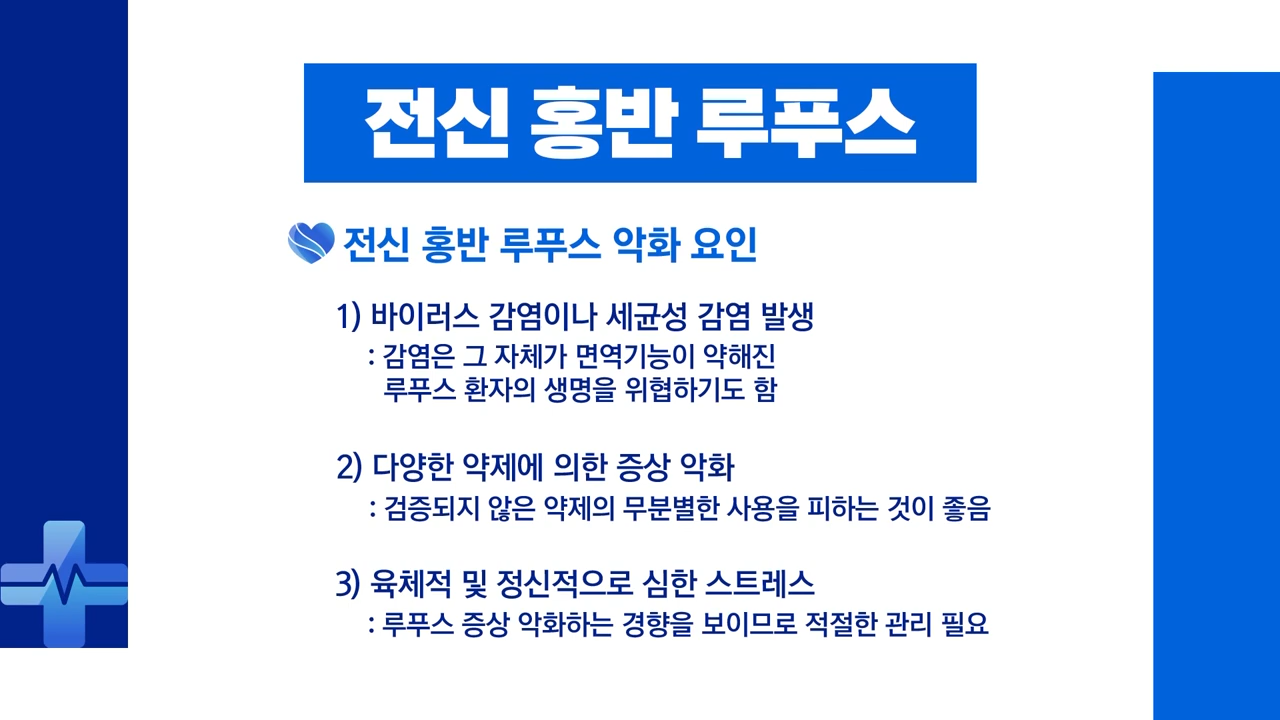 전신 홍반 루푸스
전신 홍반 루푸스 악화 요인
1) 바이러스 감염이나 세균성 감염 발생
: 감염은 그 자체가 면역기능이 약해진
루푸스 환자의 생명을 위협하기도 함
2) 다양한 약제에 의한 증상 악화
: 검증되지 않은 약제의 무분별한 사용을 피하는 것이 좋음
3) 육체적 및 정신적으로 심한 스트레스
: 루푸스 증상 악화하는 경향을 보이므로 적절한 관리 필요